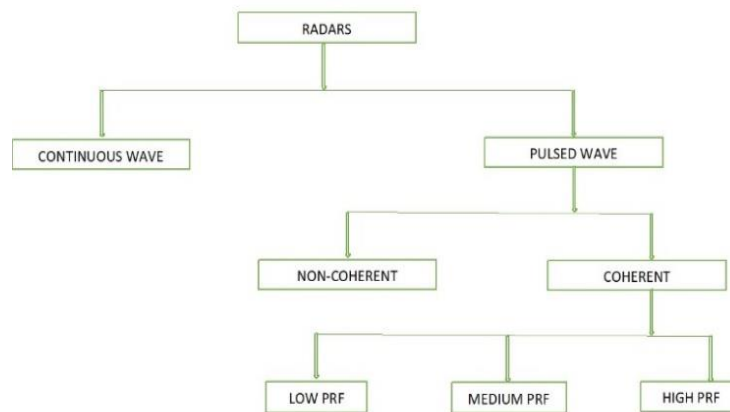 RADARS
CONTINUOUS WAVE
PULSED WAVE
NON-COHERENT
COHERENT
LOW PRF
MEDIUM PRF
HIGH PRF